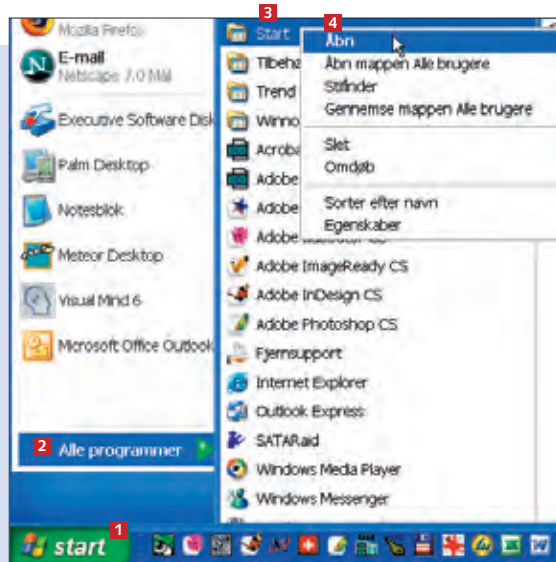 Mozilla Firefox
E-mail
Netscape 7.0 Mail
Executive Software Disk
Palm Desktop
Notesblok
Meteor Desktop
Visual Mind 6
Microsoft Office Outlook
2 Alle programmer
1
start
3
Start
Tilbehø
Trend
Winno
Acroba
Adobe
Adobe
Adobe
Adobe ImageReady CS
Adobe InDesign CS
Adobe Photoshop CS
Fjernsupport
Internet Explorer
Outlook Express
SATARaid
Windows Media Player
Windows Messenger
4
Åbn
Åbn mappen Alle brugere
Stifinder
Gennemse mappen Alle brugere
Slet
Omdøb
Sorter efter navn
Egenskaber